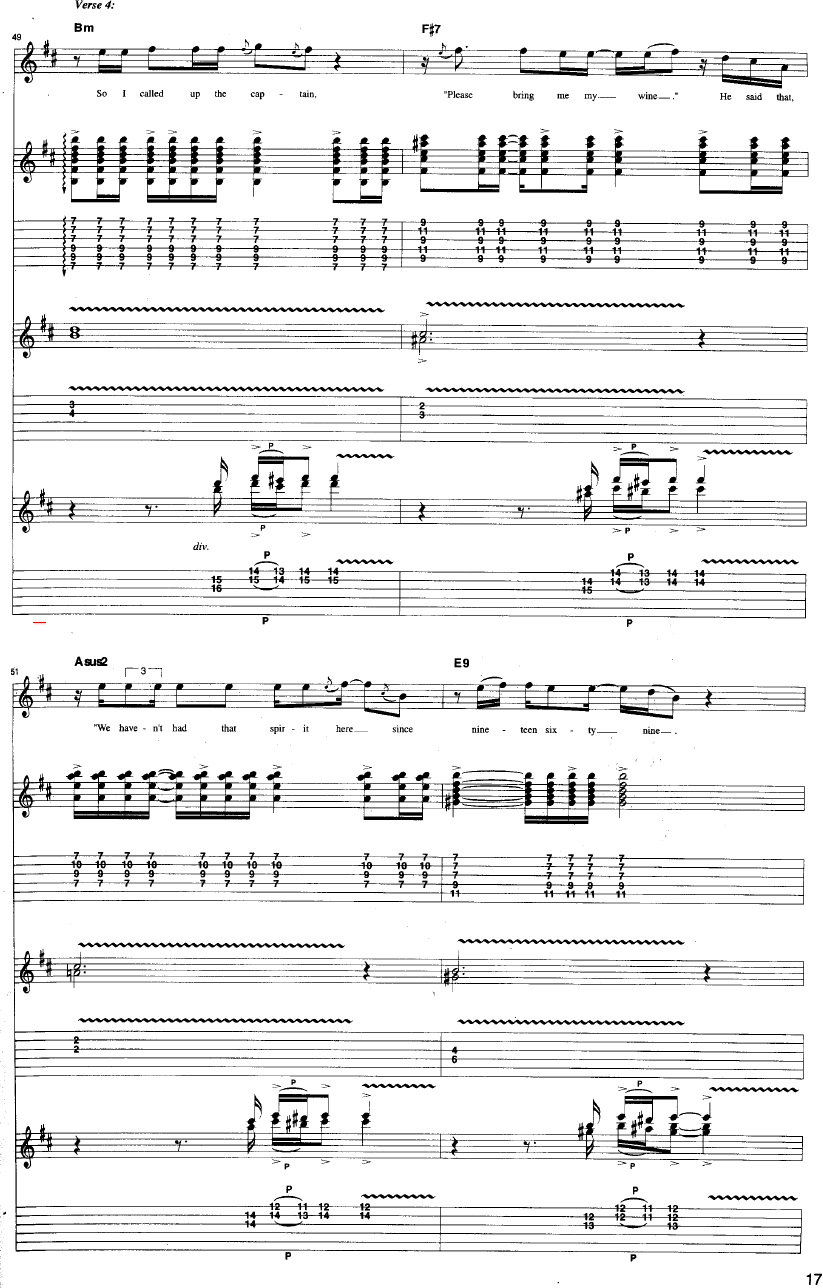 Verse 4:
Bm F♯7
49
So I called up the cap - tain, "Please bring me my wine." He said that,
7 7 7 7 7 7 7 7 7 7 7 9 9 9 9 9 9 9 9 9
7 7 7 7 7 7 7 7 7 7 7 11 11 11 11 11 11 11 11 11
7 7 7 7 7 7 7 7 7 7 7 9 9 9 9 9 9 9 9 9
9 9 9 9 9 9 9 9 9 9 9 11 11 11 11 11 11 11 11 11
9 9 9 9 9 9 9 9 9 9 9 9 9 9 9 9 9 9 9 9
7 7 7 7 7 7 7 7 7 7 7
3 2
4 3
P P
P P
div.
P P
14 13 14 14 14 13 14 14
15 15 14 15 15 14 14 13 14 14
16 15
P P
Asus2 E9
51
3
"We have - n't had that spir - it here since nine - teen six - ty nine.
7 7 7 7 7 7 7 7 7 7 7 7 7 7 7 7
10 10 10 10 10 10 10 10 10 10 10 7 7 7 7 7
9 9 9 9 9 9 9 9 9 9 9 7 7 7 7 7
7 7 7 7 7 7 7 7 7 7 7 9 9 9 9 9
11 11 11 11 11
2 4
2 6
P P
P P
P P
12 11 12 12 12 11 12
14 14 13 14 14 12 12 11 12
14 13 13
P P
17